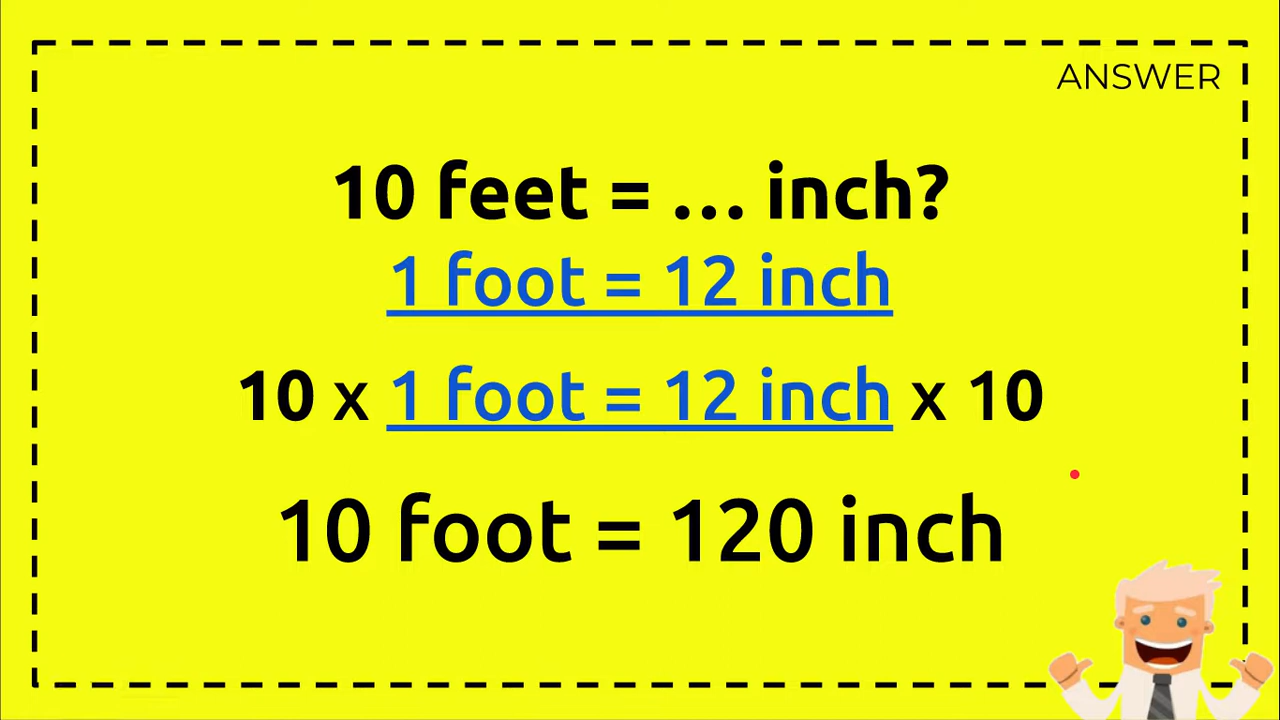 ANSWER
10 feet = ... inch?
1 foot = 12 inch
10 x 1 foot = 12 inch x 10
10 foot = 120 inch